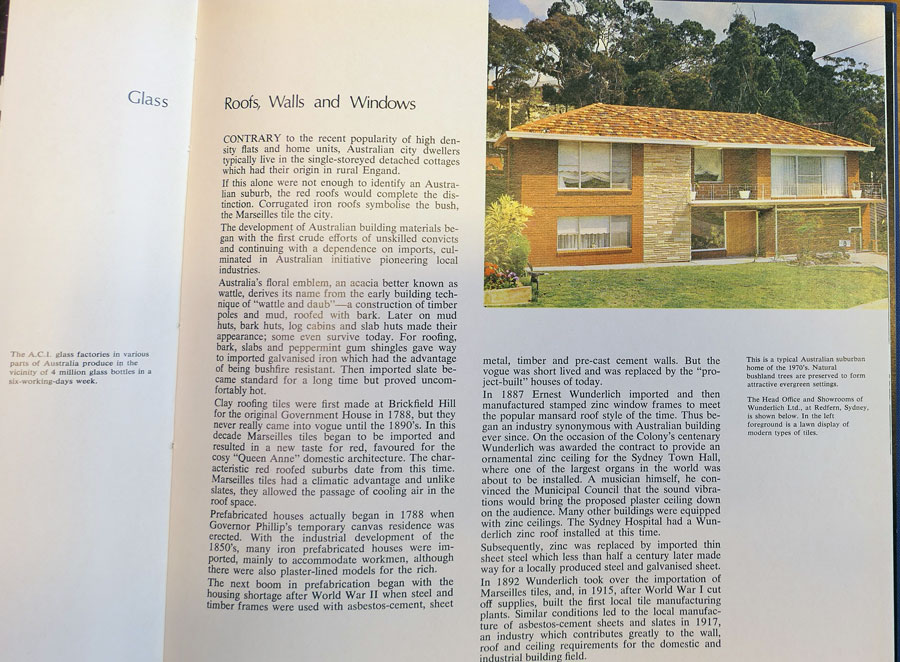 Glass
The A.C.I. glass factories in various
parts of Australia produce in the
vicinity of 4 million glass bottles in a
six-working-days week.
Roofs, Walls and Windows
CONTRARY to the recent popularity of high den-
sity flats and home units, Australian city dwellers
typically live in the single-storeyed detached cottages
which had their origin in rural Engand.
If this alone were not enough to identify an Austra-
lian suburb, the red roofs would complete the dis-
tinction. Corrugated iron roofs symbolise the bush,
the Marseilles tile the city.
The development of Australian building materials be-
gan with the first crude efforts of unskilled convicts
and continuing with a dependence on imports, cul-
minated in Australian initiative pioneering local
industries.
Australia's floral emblem, an acacia better known as
wattle, derives its name from the early building tech-
nique of "wattle and daub"—a construction of timber
poles and mud, roofed with bark. Later on mud
huts, bark huts, log cabins and slab huts made their
appearance; some even survive today. For roofing,
bark, slabs and peppermint gum shingles gave way
to imported galvanised iron which had the advantage
of being bushfire resistant. Then imported slate be-
came standard for a long time but proved uncom-
fortably hot.
Clay roofing tiles were first made at Brickfield Hill
for the original Government House in 1788, but they
never really came into vogue until the 1890's. In this
decade Marseilles tiles began to be imported and
resulted in a new taste for red, favoured for the
cosy "Queen Anne" domestic architecture. The char-
acteristic red roofed suburbs date from this time.
Marseilles tiles had a climatic advantage and unlike
slates, they allowed the passage of cooling air in the
roof space.
Prefabricated houses actually began in 1788 when
Governor Phillip's temporary canvas residence was
erected. With the industrial development of the
1850's, many iron prefabricated houses were im-
ported, mainly to accommodate workmen, although
there were also plaster-lined models for the rich.
The next boom in prefabrication began with the
housing shortage after World War II when steel and
timber frames were used with asbestos-cement, sheet
metal, timber and pre-cast cement walls. But the
vogue was short lived and was replaced by the "pro-
ject-built" houses of today.
In 1887 Ernest Wunderlich imported and then
manufactured stamped zinc window frames to meet
the popular mansard roof style of the time. Thus be-
gan an industry synonymous with Australian building
ever since. On the occasion of the Colony's centenary
Wunderlich was awarded the contract to provide an
ornamental zinc ceiling for the Sydney Town Hall,
where one of the largest organs in the world was
about to be installed. A musician himself, he con-
vinced the Municipal Council that the sound vibra-
tions would bring the proposed plaster ceiling down
on the audience. Many other buildings were equipped
with zinc ceilings. The Sydney Hospital had a Wun-
derlich zinc roof installed at this time.
Subsequently, zinc was replaced by imported thin
sheet steel which less than half a century later made
way for a locally produced steel and galvanised sheet.
In 1892 Wunderlich took over the importation of
Marseilles tiles, and, in 1915, after World War I cut
off supplies, built the first local tile manufacturing
plants. Similar conditions led to the local manufac-
ture of asbestos-cement sheets and slates in 1917,
an industry which contributes greatly to the wall,
roof and ceiling requirements for the domestic and
industrial building field.
This is a typical Australian suburban
home of the 1970's. Natural
bushland trees are preserved to form
attractive evergreen settings.
The Head Office and Showrooms of
Wunderlich Ltd., at Redfern, Sydney,
is shown below. In the left
foreground is a lawn display of
modern types of tiles.